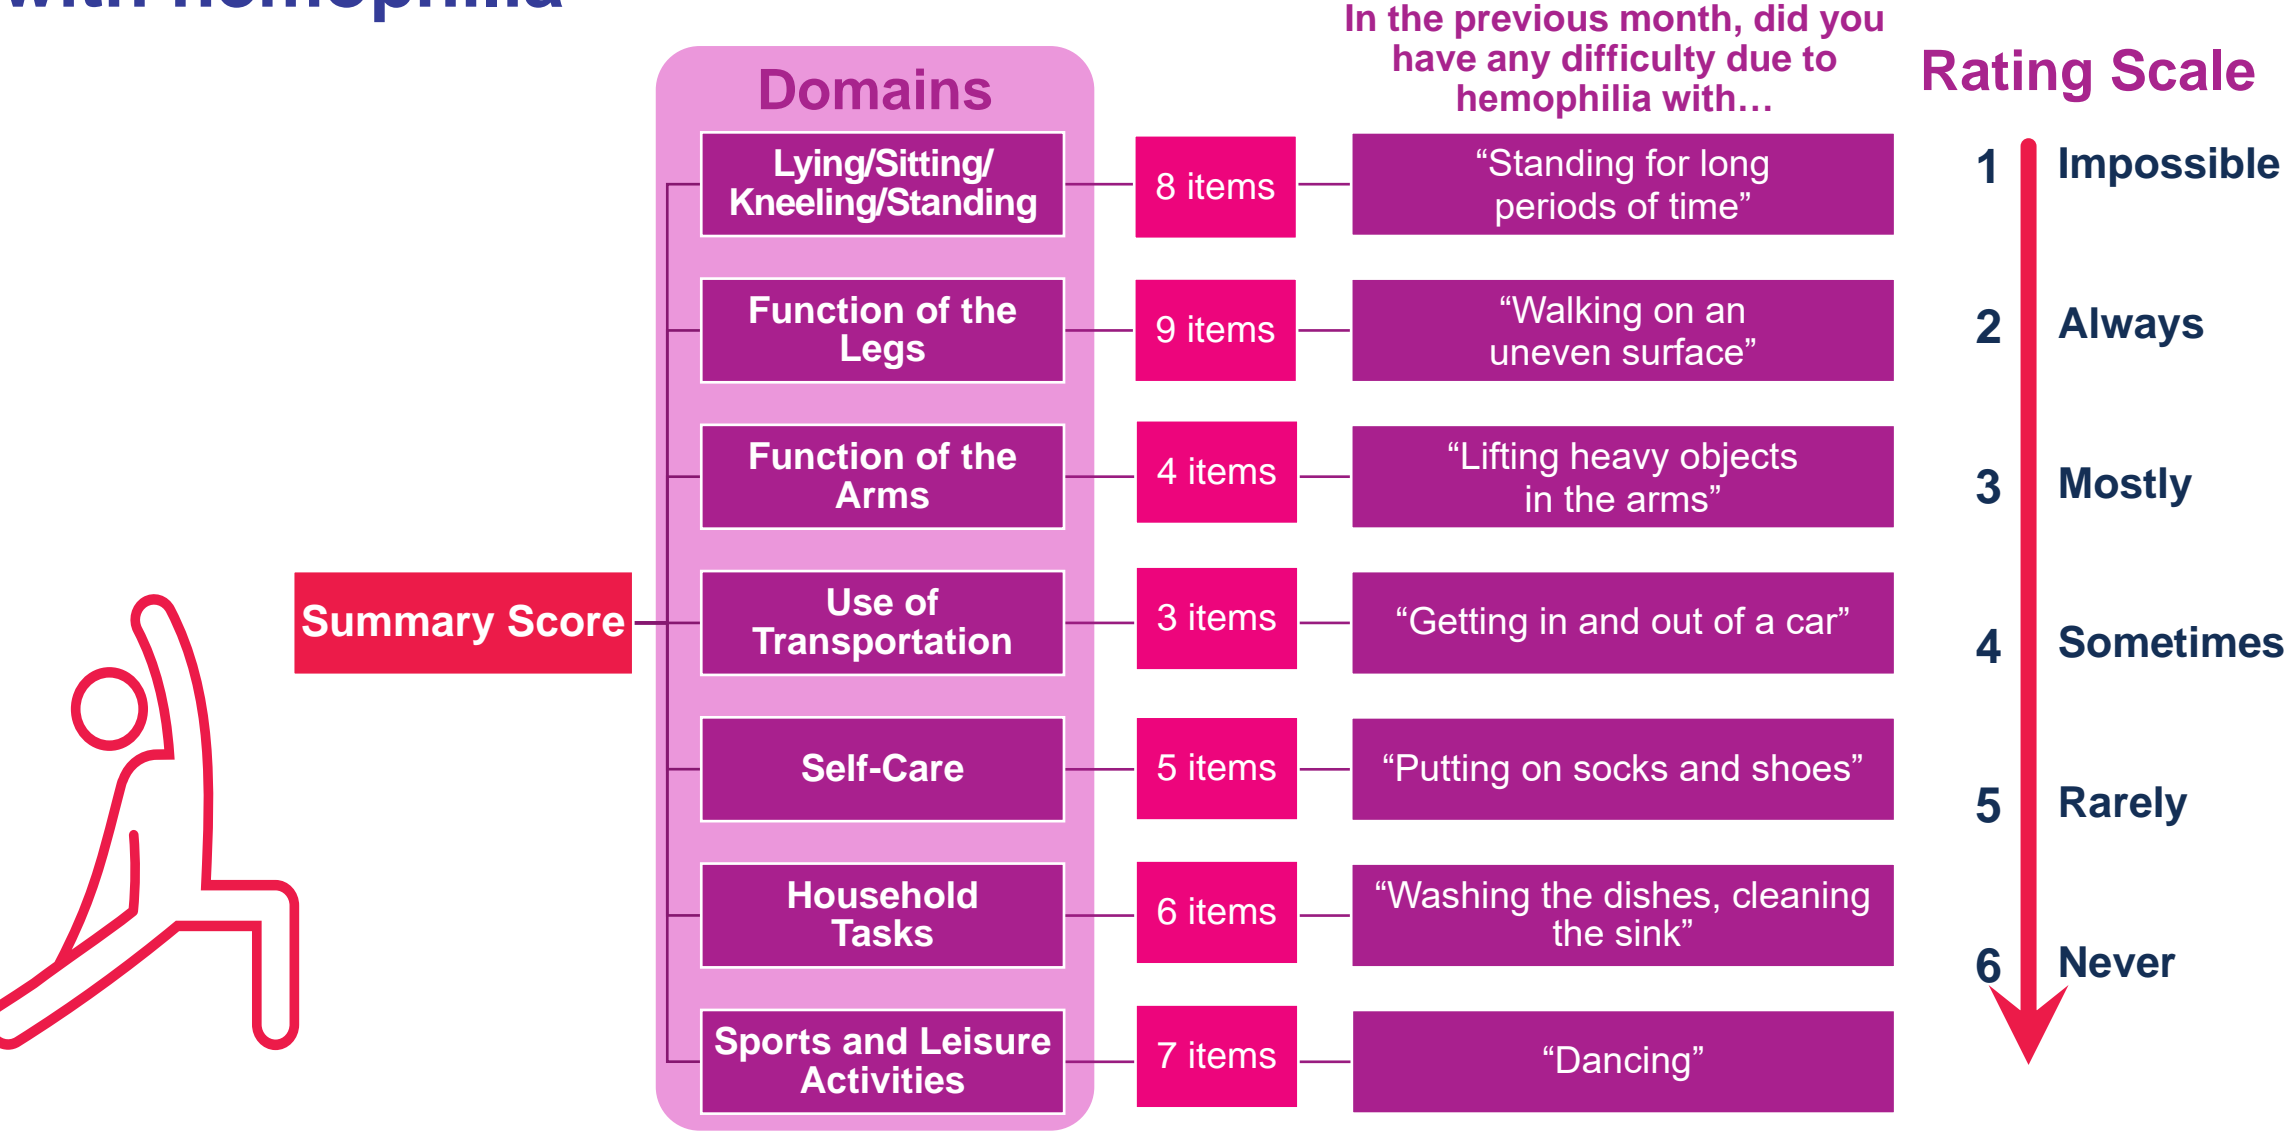 with hemophilia
In the previous month, did you
have any difficulty due to
hemophilia with…
Rating Scale
Domains
Lying/Sitting/
Kneeling/Standing
8 items
“Standing for long
periods of time”
Function of the
Legs
9 items
“Walking on an
uneven surface”
Function of the
Arms
4 items
“Lifting heavy objects
in the arms”
Summary Score
Use of
Transportation
3 items
“Getting in and out of a car”
Self-Care
5 items
“Putting on socks and shoes”
Household
Tasks
6 items
“Washing the dishes, cleaning
the sink”
Sports and Leisure
Activities
7 items
“Dancing”
1 Impossible
2 Always
3 Mostly
4 Sometimes
5 Rarely
6 Never